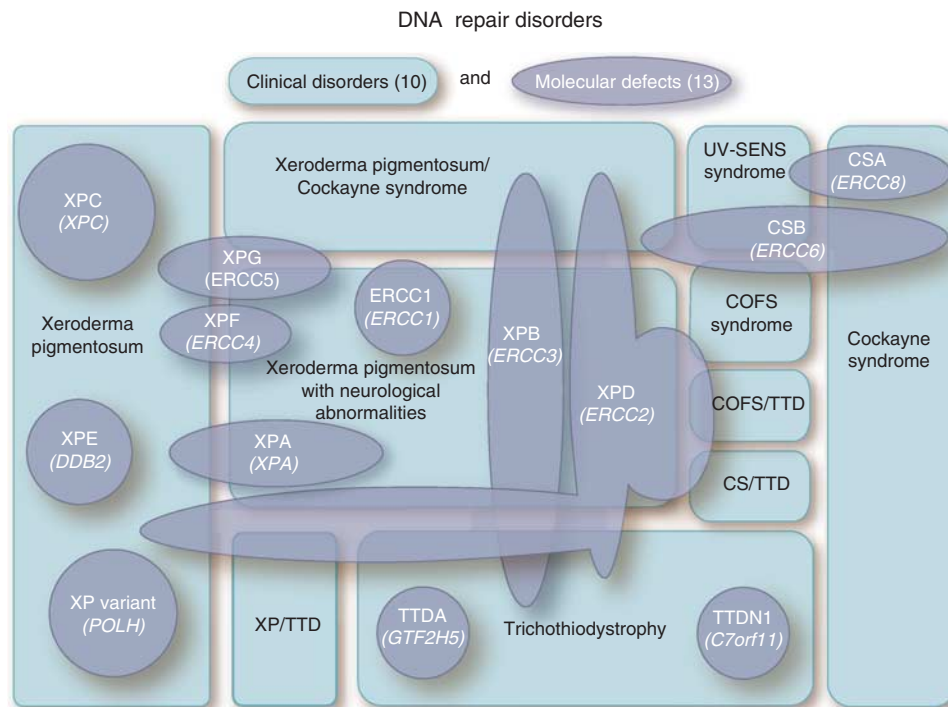 DNA repair disorders
Clinical disorders (10)
and
Molecular defects (13)
XPC
(XPC)
Xeroderma pigmentosum/
Cockayne syndrome
UV-SENS
syndrome
CSA
(ERCC8)
CSB
(ERCC6)
XPG
(ERCC5)
ERCC1
(ERCC1)
COFS
syndrome
Xeroderma
pigmentosum
XPF
(ERCC4)
XPB
(ERCC3)
Cockayne
syndrome
Xeroderma pigmentosum
with neurological
abnormalities
XPD
(ERCC2)
COFS/TTD
XPE
(DDB2)
XPA
(XPA)
CS/TTD
XP variant
(POLH)
XP/TTD
TTDA
(GTF2H5)
Trichothiodystrophy
TTDN1
(C7orf11)